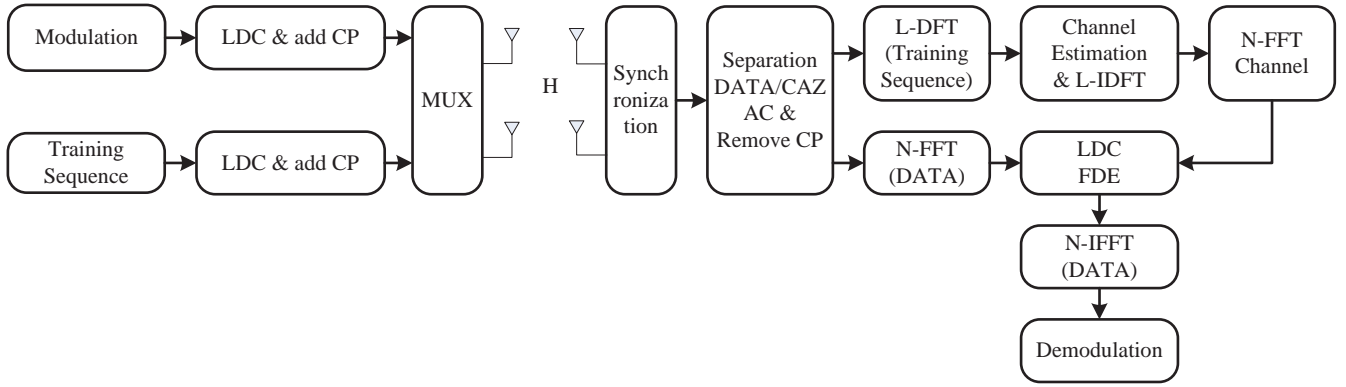 Modulation
LDC & add CP
Training
Sequence
LDC & add CP
MUX
H
Synch
roniza
tion
Separation
DATA/CAZ
AC &
Remove CP
L-DFT
(Training
Sequence)
Channel
Estimation
& L-IDFT
N-FFT
Channel
N-FFT
(DATA)
LDC
FDE
N-IFFT
(DATA)
Demodulation